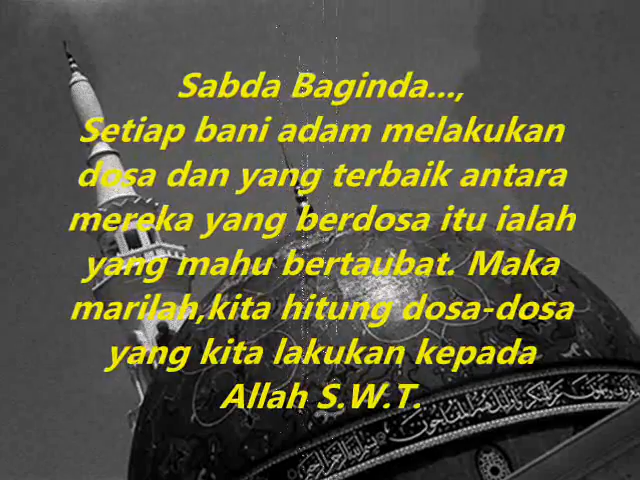 Sabda Baginda...,
Setiap bani adam melakukan
dosa dan yang terbaik antara
mereka yang berdosa itu ialah
yang mahu bertaubat. Maka
marilah,kita hitung dosa-dosa
yang kita lakukan kepada
Allah S.W.T.